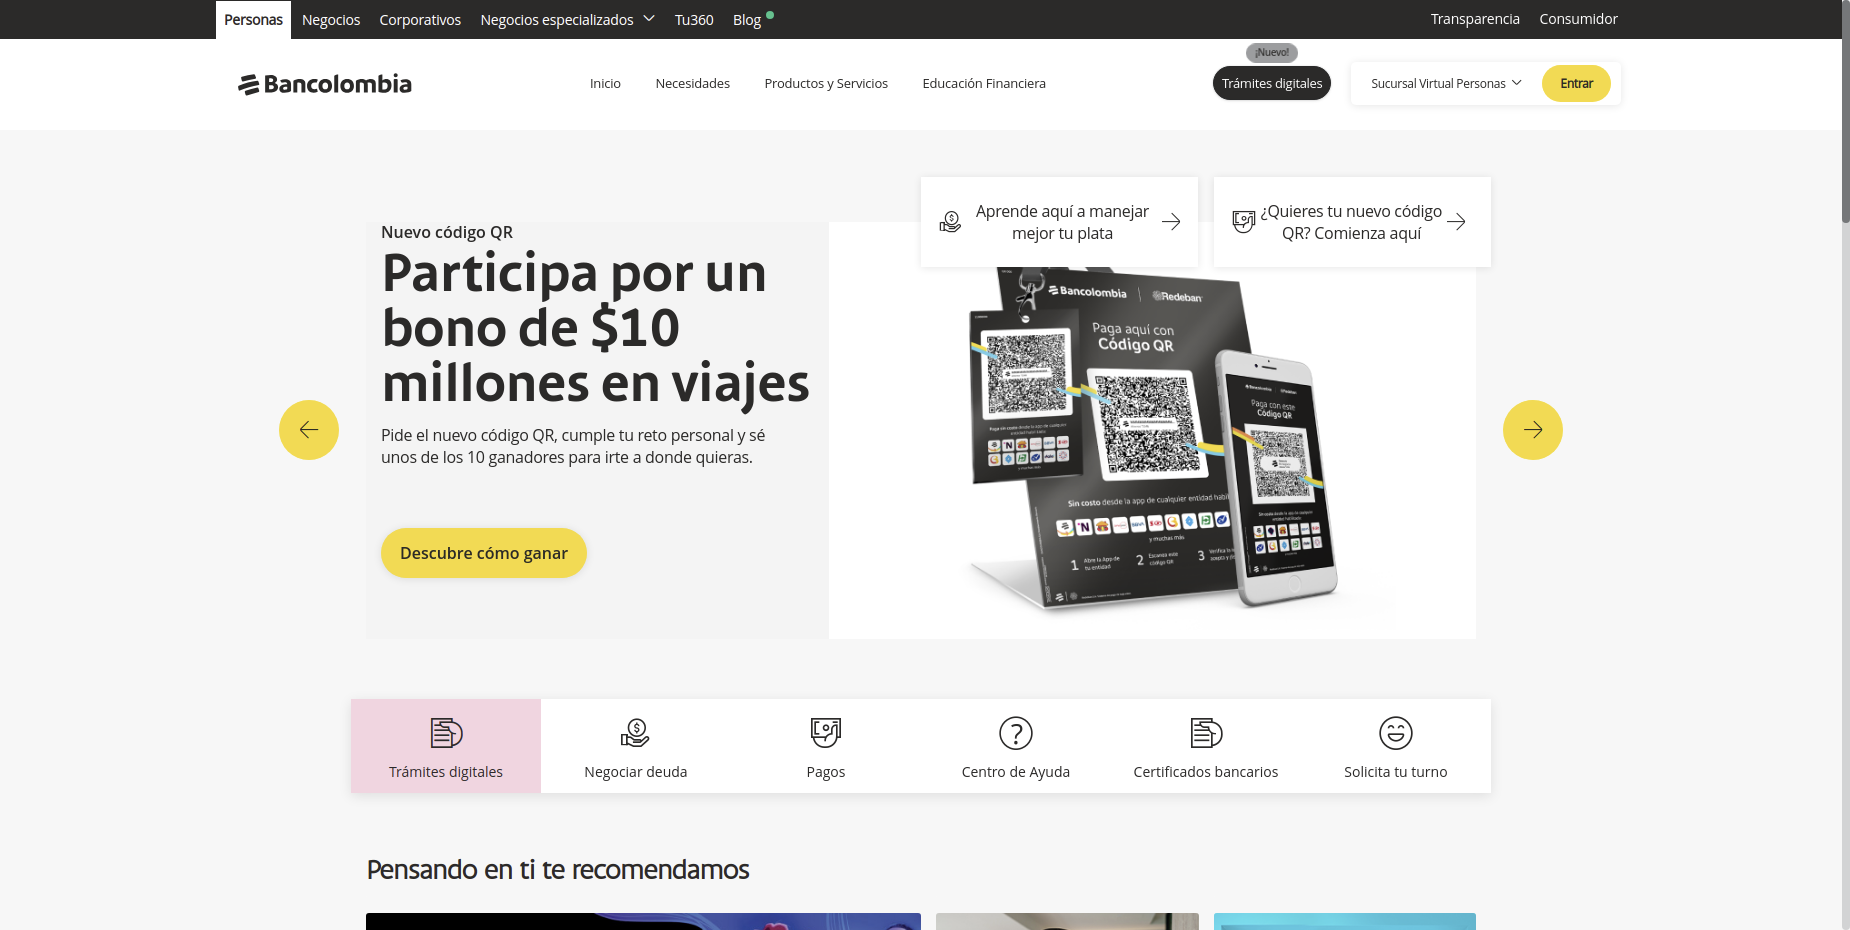 Personas
Negocios
Corporativos
Negocios especializados
Tu360
Blog
Transparencia
Consumidor
Bancolombia
Inicio
Necesidades
Productos y Servicios
Educación Financiera
¡Nuevo!
Trámites digitales
Sucursal Virtual Personas
Entrar
Aprende aquí a manejar
mejor tu plata
¿Quieres tu nuevo código
QR? Comienza aquí
Nuevo código QR
Participa por un
bono de $10
millones en viajes
Pide el nuevo código QR, cumple tu reto personal y sé
unos de los 10 ganadores para irte a donde quieras.
Descubre cómo ganar
Bancolombia
Redeban
Paga aquí con
Código QR
Sin costo desde la app de cualquier entidad
y muchas más
1 Abre la App de
tu entidad
2 Escanea este
código QR
3
Bancolombia
Paga con este
Código QR
Trámites digitales
Negociar deuda
Pagos
Centro de Ayuda
Certificados bancarios
Solicita tu turno
Pensando en ti te recomendamos